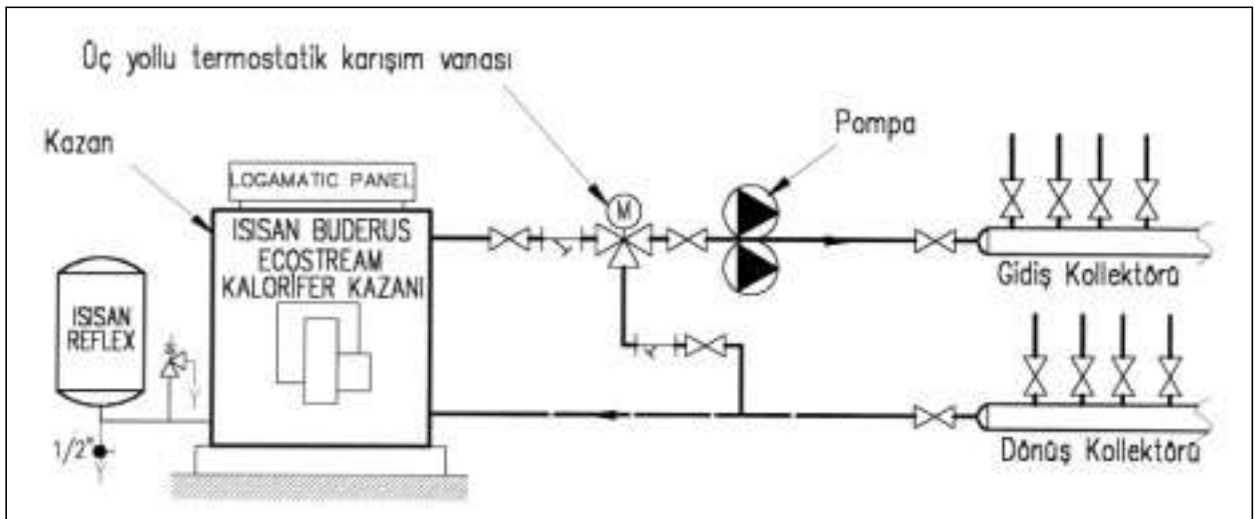 Üç yollu termostatik karışım vanası
Kazan
Pompa
LOGAMATIC PANEL
M
ISISAN BUDERUS
ECOSTREAM
KALORİFER KAZANI
Gidiş Kollektörü
ISISAN
REFLEX
1/2"
Dönüş Kollektörü